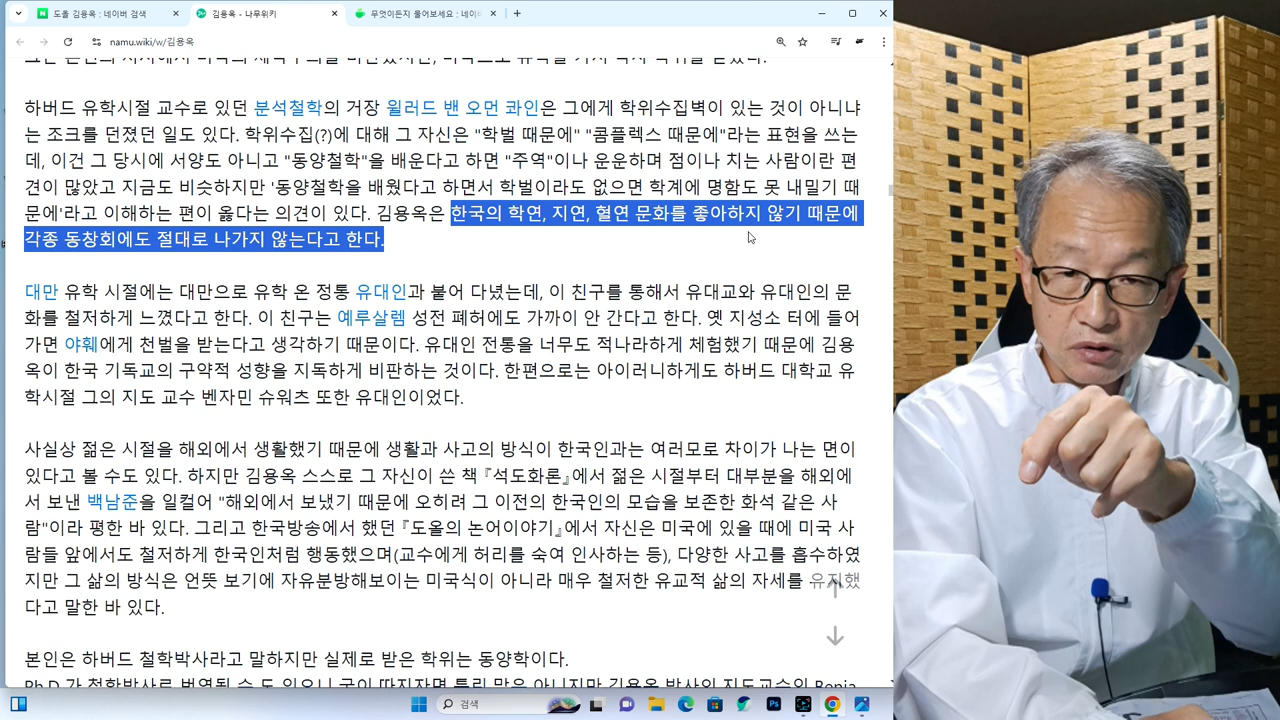 도올 김용옥 : 네이버 검색
김용옥 - 나무위키
무엇이든지 물어보세요 : 네이버
namu.wiki/w/김용옥
하버드 유학시절 교수로 있던 분석철학의 거장 윌러드 밴 오먼 콰인은 그에게 학위수집벽이 있는 것이 아니냐
는 조크를 던졌던 일도 있다. 학위수집(?)에 대해 그 자신은 "학벌 때문에" "콤플렉스 때문에"라는 표현을 쓰는
데, 이건 그 당시에 서양도 아니고 "동양철학"을 배운다고 하면 "주역"이나 운운하며 점이나 치는 사람이란 편
견이 많았고 지금도 비슷하지만 '동양철학을 배웠다고 하면서 학벌이라도 없으면 학계에 명함도 못 내밀기 때
문에'라고 이해하는 편이 옳다는 의견이 있다. 김용옥은 한국의 학연, 지연, 혈연 문화를 좋아하지 않기 때문에
각종 동창회에도 절대로 나가지 않는다고 한다.
대만 유학 시절에는 대만으로 유학 온 정통 유대인과 붙어 다녔는데, 이 친구를 통해서 유대교와 유대인의 문
화를 철저하게 느꼈다고 한다. 이 친구는 예루살렘 성전 폐허에도 가까이 안 간다고 한다. 옛 지성소 터에 들어
가면 야훼에게 천벌을 받는다고 생각하기 때문이다. 유대인 전통을 너무도 적나라하게 체험했기 때문에 김용
옥이 한국 기독교의 구약적 성향을 지독하게 비판하는 것이다. 한편으로는 아이러니하게도 하버드 대학교 유
학시절 그의 지도 교수 벤자민 슈워츠 또한 유대인이었다.
사실상 젊은 시절을 해외에서 생활했기 때문에 생활과 사고의 방식이 한국인과는 여러모로 차이가 나는 면이
있다고 볼 수도 있다. 하지만 김용옥 스스로 그 자신이 쓴 책 『석도화론』에서 젊은 시절부터 대부분을 해외에
서 보낸 백남준을 일컬어 "해외에서 보냈기 때문에 오히려 그 이전의 한국인의 모습을 보존한 화석 같은 사
람"이라 평한 바 있다. 그리고 한국방송에서 했던 『도올의 논어이야기』에서 자신은 미국에 있을 때에 미국 사
람들 앞에서도 철저하게 한국인처럼 행동했으며(교수에게 허리를 숙여 인사하는 등), 다양한 사고를 흡수하였
지만 그 삶의 방식은 언뜻 보기에 자유분방해보이는 미국식이 아니라 매우 철저한 유교적 삶의 자세를 유지했
다고 말한 바 있다.
본인은 하버드 철학박사라고 말하지만 실제로 받은 학위는 동양학이다.
검색